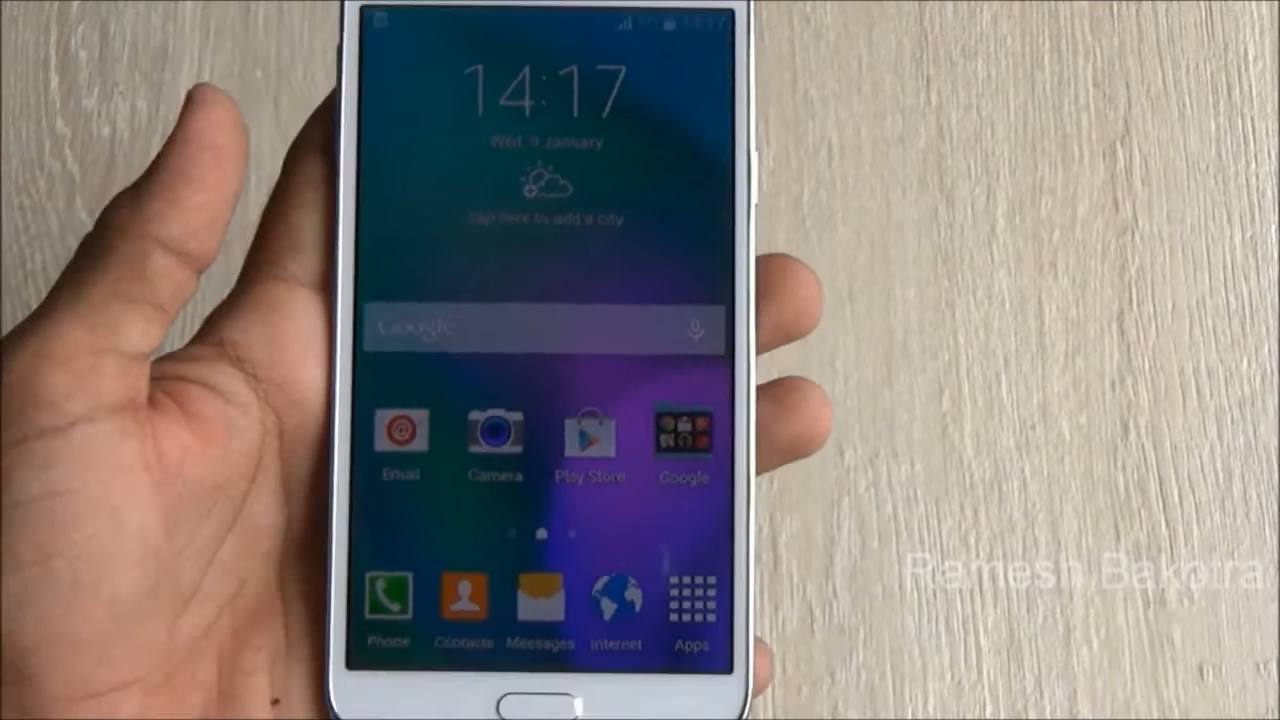 14:17
Wed, 9 January
Tap here to add a city
Google
Email
Camera
Play Store
Google
Phone
Contacts
Messages
Internet
Apps
Ramesh Bakotra